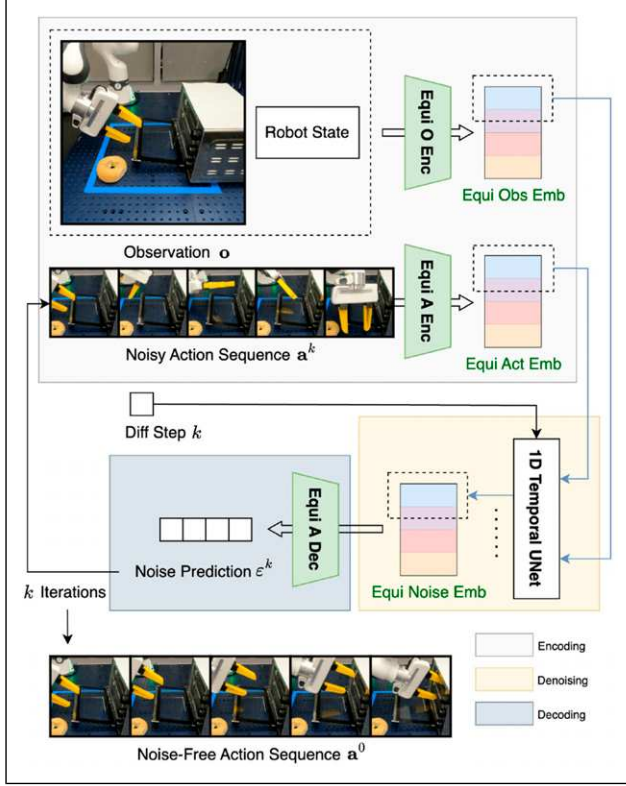 Robot State
Equi O Enc
Equi Obs Emb
Observation o
Equi A Enc
Noisy Action Sequence a^k
Equi Act Emb
Diff Step k
1D Temporal UNet
Equi A Dec
Noise Prediction ε^k
Equi Noise Emb
k Iterations
Encoding
Denoising
Decoding
Noise-Free Action Sequence a^0